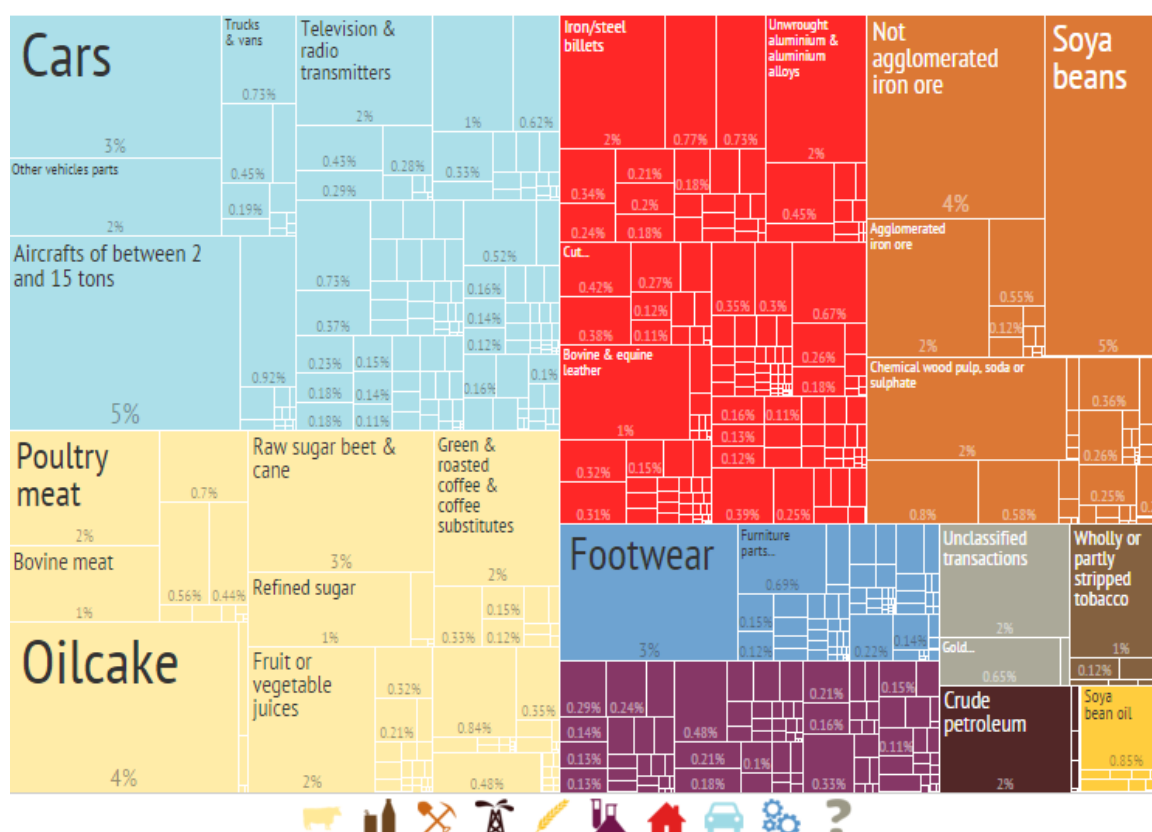 Cars
3%
Trucks
& vans
0.73%
Television &
radio
transmitters
2%
1%
0.62%
Other vehicles parts
2%
0.45%
0.19%
0.43%
0.28%
0.33%
0.29%
Aircrafts of between 2
and 15 tons
5%
0.92%
0.73%
0.37%
0.52%
0.16%
0.14%
0.12%
0.23%
0.15%
0.18%
0.14%
0.18%
0.11%
0.16%
0.1%
Iron/steel
billets
2%
0.77%
0.73%
Unwrought
aluminium &
aluminium
alloys
2%
0.34%
0.21%
0.18%
0.2%
0.24%
0.18%
0.45%
Cut...
0.42%
0.27%
0.12%
0.38%
0.11%
0.35%
0.3%
0.67%
0.26%
0.18%
Bovine & equine
leather
1%
0.16%
0.11%
0.13%
0.12%
0.32%
0.15%
0.31%
0.39%
0.25%
Not
agglomerated
iron ore
4%
Soya
beans
5%
Agglomerated
iron ore
2%
0.55%
0.12%
Chemical wood pulp, soda or
sulphate
2%
0.36%
0.26%
0.8%
0.58%
0.25%
Poultry
meat
2%
0.7%
Bovine meat
1%
0.56%
0.44%
Raw sugar beet &
cane
3%
Green &
roasted
coffee &
coffee
substitutes
2%
Refined sugar
1%
0.33%
0.15%
0.12%
Oilcake
4%
Fruit or
vegetable
juices
2%
0.32%
0.21%
0.84%
0.35%
0.48%
Footwear
3%
Furniture
parts...
0.69%
0.15%
0.12%
0.22%
0.14%
Unclassified
transactions
2%
Gold...
0.65%
Wholly or
partly
stripped
tobacco
1%
0.12%
0.29%
0.24%
0.14%
0.13%
0.13%
0.48%
0.21%
0.1%
0.18%
0.21%
0.16%
0.33%
0.15%
0.11%
Crude
petroleum
2%
Soya
bean oil
0.85%
?